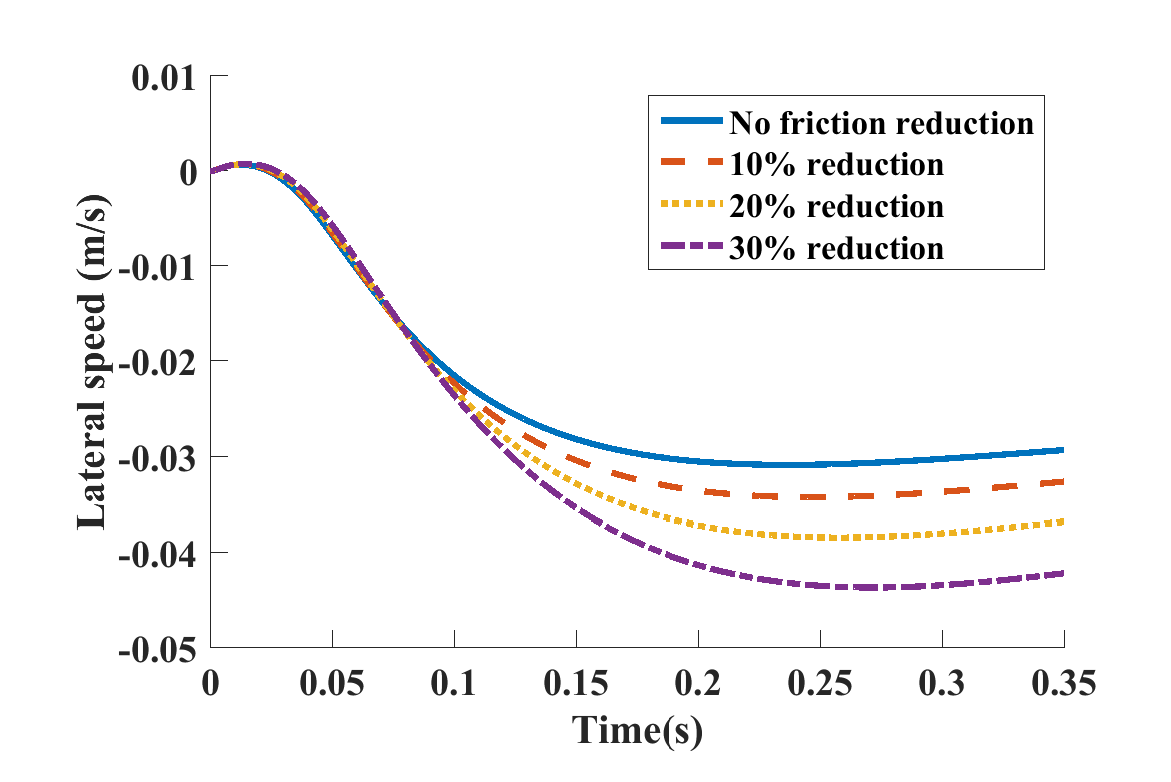 0.01
0
-0.01
-0.02
-0.03
-0.04
-0.05
Lateral speed (m/s)
No friction reduction
10% reduction
20% reduction
30% reduction
0 0.05 0.1 0.15 0.2 0.25 0.3 0.35
Time(s)